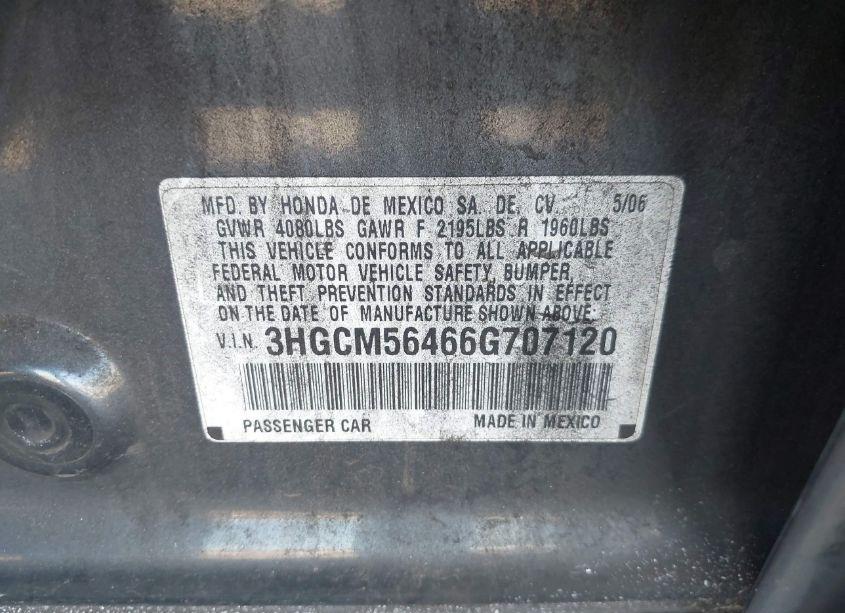 MFD. BY HONDA DE MEXICO SA. DE. CV. 5/06
GVWR 4080LBS GAWR F 2195LBS R 1960LBS
THIS VEHICLE CONFORMS TO ALL APPLICABLE
FEDERAL MOTOR VEHICLE SAFETY, BUMPER,
AND THEFT PREVENTION STANDARDS IN EFFECT
ON THE DATE OF MANUFACTURE SHOWN ABOVE.
V.I.N. 3HGCM56466G707120
PASSENGER CAR MADE IN MEXICO